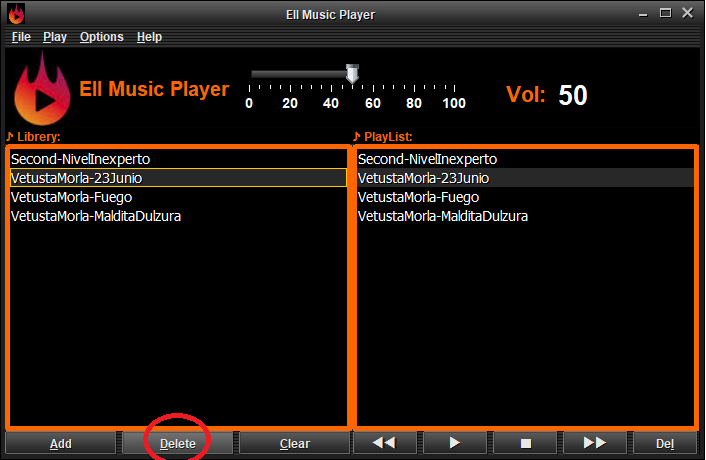 Ell Music Player
File Play Options Help
Ell Music Player
0 20 40 60 80 100
Vol: 50
♪ Librery:
♪ PlayList:
Second-NivelInexperto
VetustaMorla-23Junio
VetustaMorla-Fuego
VetustaMorla-MalditaDulzura
Second-NivelInexperto
VetustaMorla-23Junio
VetustaMorla-Fuego
VetustaMorla-MalditaDulzura
Add Delete Clear Del